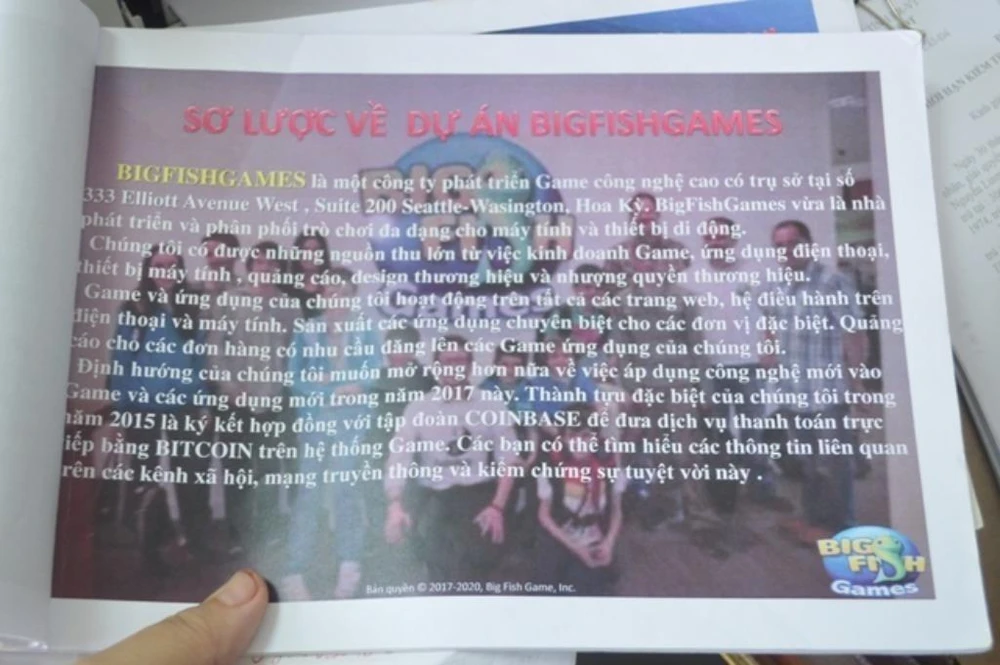 SƠ LƯỢC VỀ DỰ ÁN BIGFISHGAMES
BIGFISHGAMES là một công ty phát triển Game công nghệ cao có trụ sở tại số
333 Elliott Avenue West , Suite 200 Seattle-Wasington, Hoa Kỳ. BigFishGames vừa là nhà
phát triển và phân phối trò chơi đa dạng cho máy tính và thiết bị di động.
Chúng tôi có được những nguồn thu lớn từ việc kinh doanh Game, ứng dụng điện thoại,
thiết bị máy tính , quảng cáo, design thương hiệu và nhượng quyền thương hiệu.
Game và ứng dụng của chúng tôi hoạt động trên tất cả các trang web, hệ điều hành trên
điện thoại và máy tính. Sản xuất các ứng dụng chuyên biệt cho các đơn vị đặc biệt. Quảng
cáo cho các đơn hàng có nhu cầu đăng lên các Game ứng dụng của chúng tôi.
Định hướng của chúng tôi muốn mở rộng hơn nữa về việc áp dụng công nghệ mới vào
Game và các ứng dụng mới trong năm 2017 này. Thành tựu đặc biệt của chúng tôi trong
năm 2015 là ký kết hợp đồng với tập đoàn COINBASE để đưa dịch vụ thanh toán trực
iếp bằng BITCOIN trên hệ thống Game. Các bạn có thể tìm hiểu các thông tin liên quan
rên các kênh xã hội, mạng truyền thông và kiểm chứng sự tuyệt vời này .
BIG FISH
Games
BIG
FISH
Games
Bản quyền © 2017-2020, Big Fish Game, Inc.